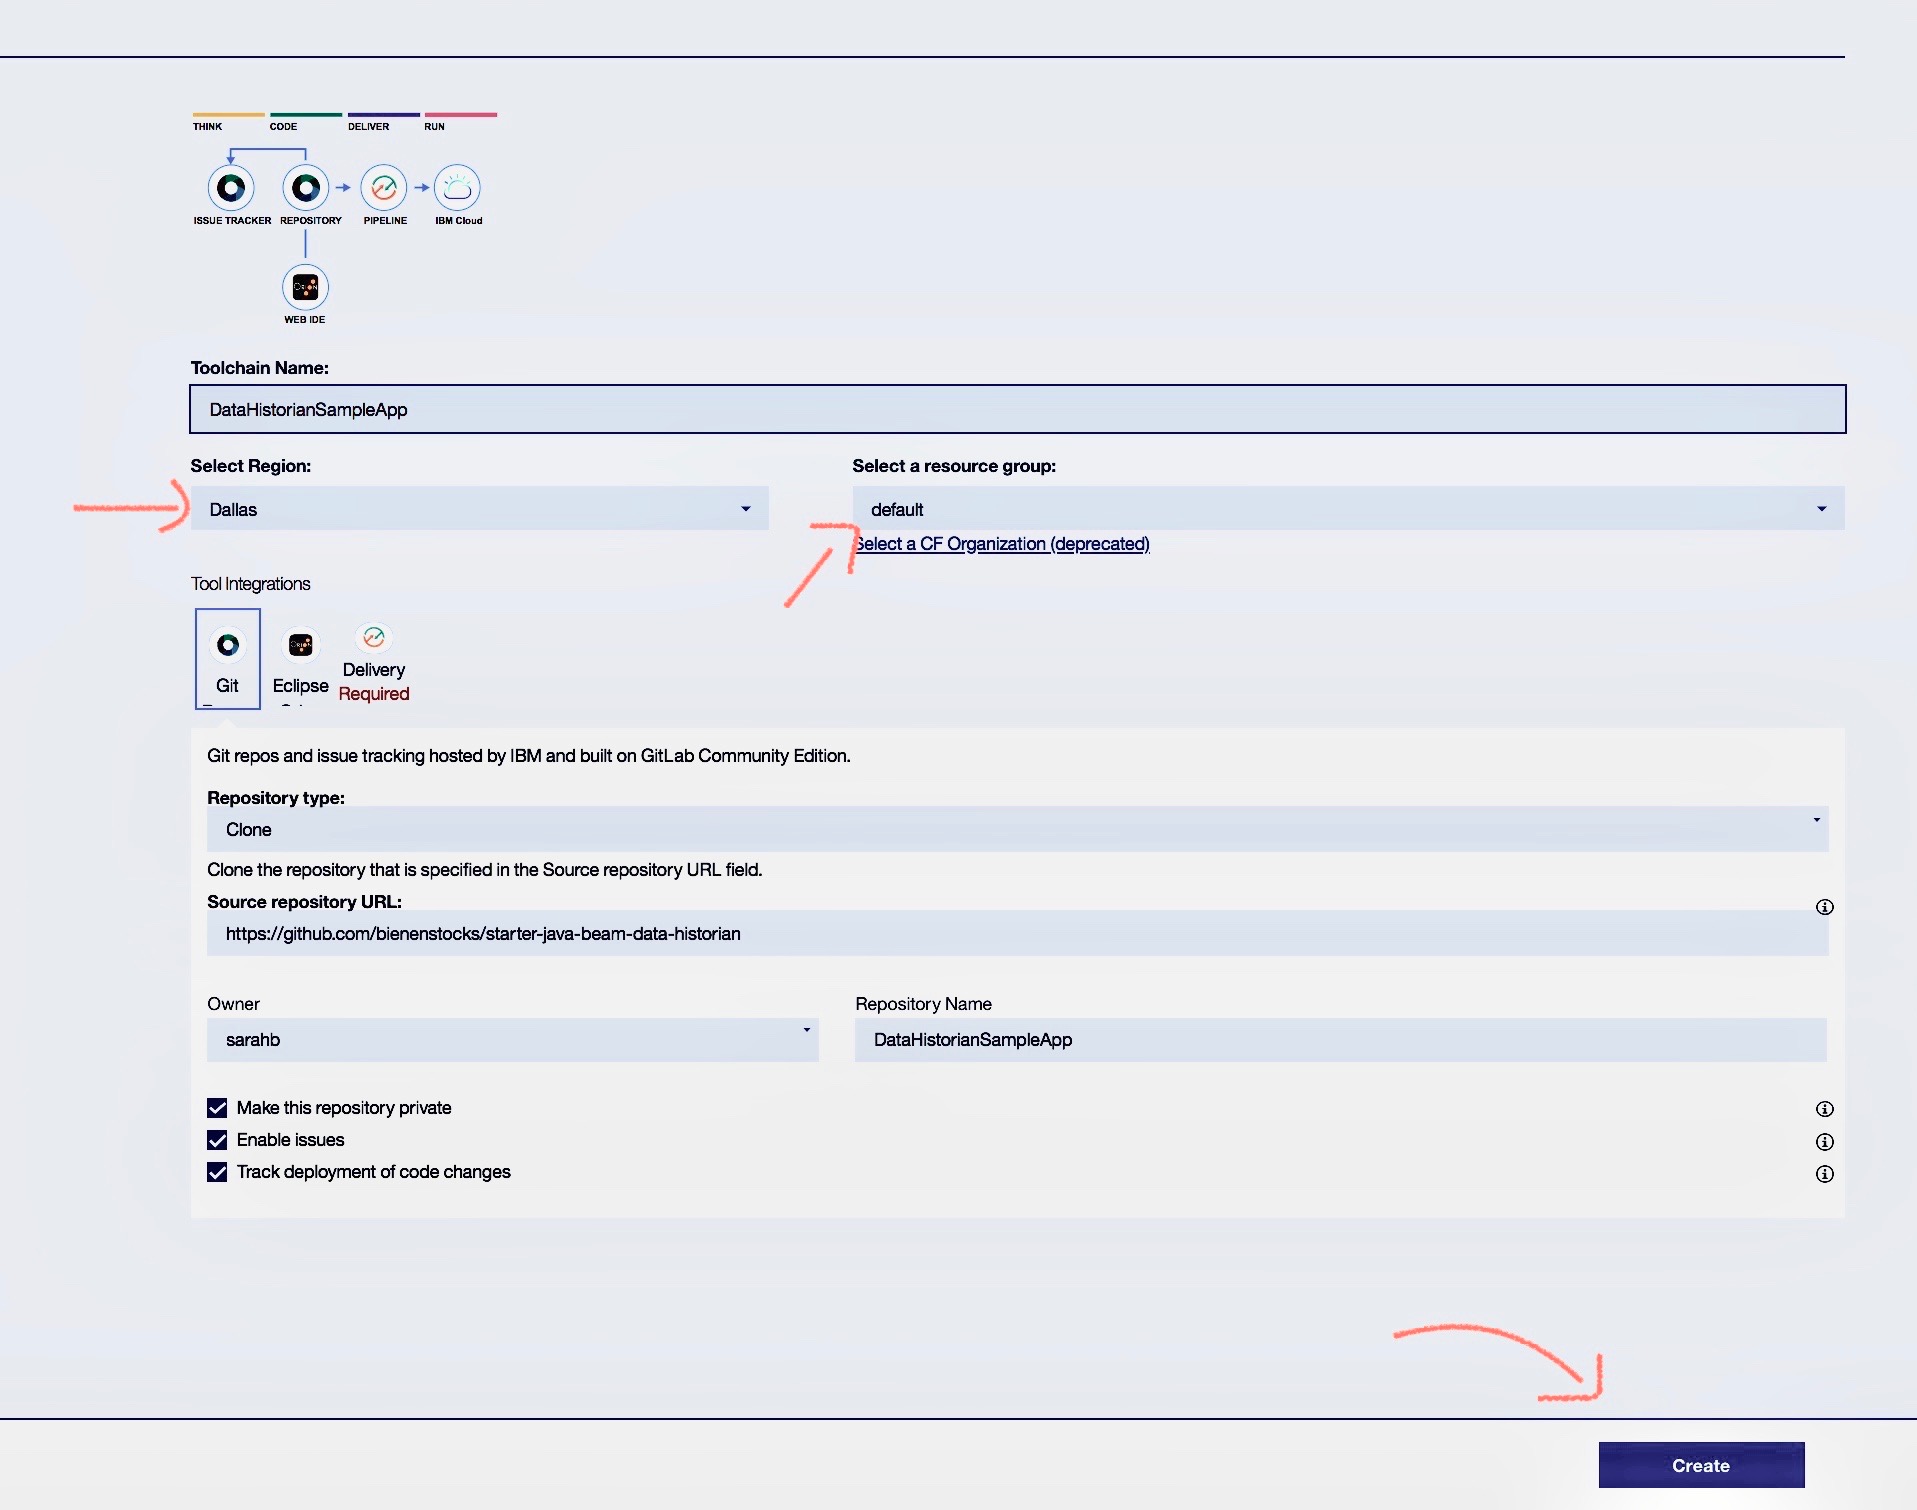 THINK CODE DELIVER RUN
ISSUE TRACKER REPOSITORY PIPELINE IBM Cloud
ORION
WEB IDE
Toolchain Name:
DataHistorianSampleApp
Select Region: Select a resource group:
Dallas default
Select a CF Organization (deprecated)
Tool Integrations
ORION
Git Eclipse Delivery
Required
Git repos and issue tracking hosted by IBM and built on GitLab Community Edition.
Repository type:
Clone
Clone the repository that is specified in the Source repository URL field.
Source repository URL:
https://github.com/bienenstocks/starter-java-beam-data-historian
Owner Repository Name
sarahb DataHistorianSampleApp
Make this repository private
Enable issues
Track deployment of code changes
Create